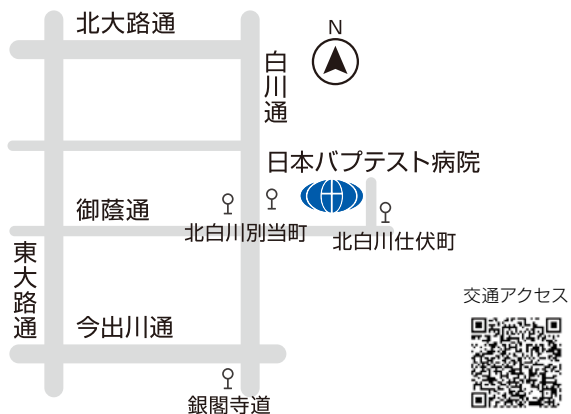 北大路通
N
白川通
日本バプテスト病院
御蔭通
北白川別当町
北白川仕伏町
東大路通
今出川通
交通アクセス
銀閣寺道